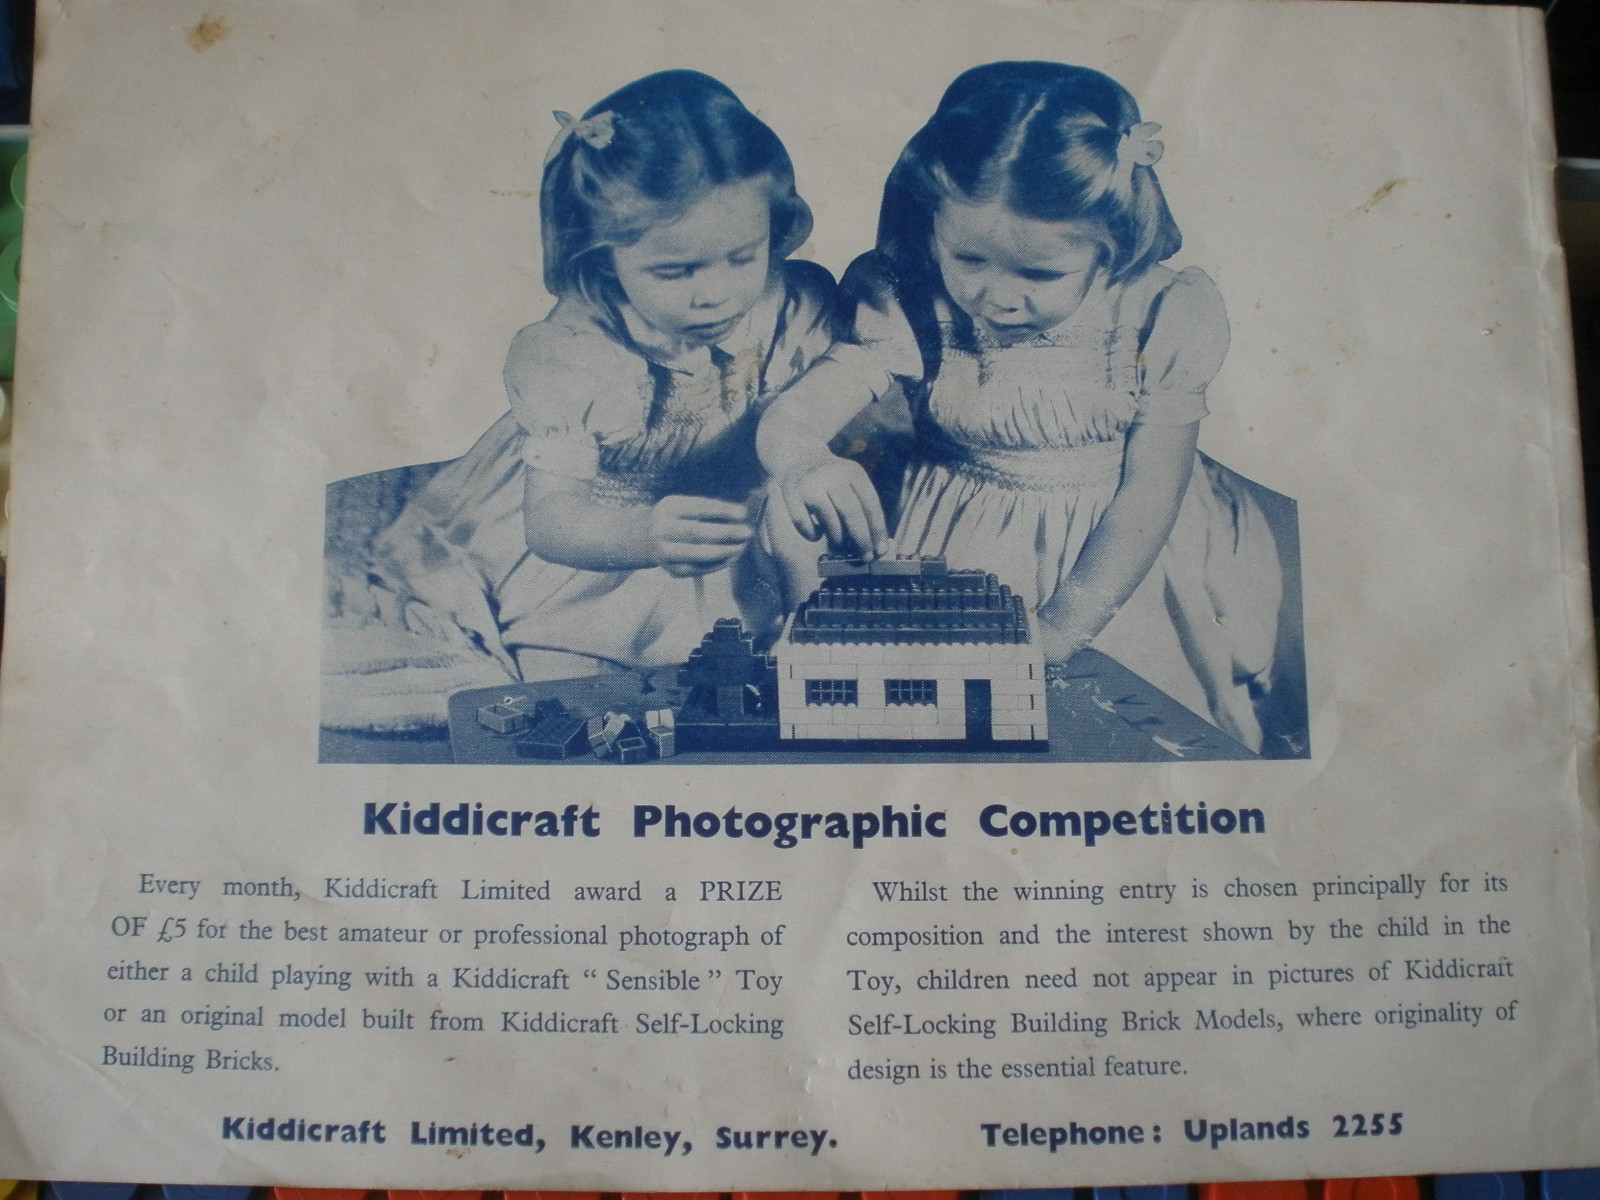 Kiddicraft Photographic Competition
Every month, Kiddicraft Limited award a PRIZE
OF £5 for the best amateur or professional photograph of
either a child playing with a Kiddicraft “ Sensible ” Toy
or an original model built from Kiddicraft Self-Locking
Building Bricks.
Whilst the winning entry is chosen principally for its
composition and the interest shown by the child in the
Toy, children need not appear in pictures of Kiddicraft
Self-Locking Building Brick Models, where originality of
design is the essential feature.
Kiddicraft Limited, Kenley, Surrey.
Telephone: Uplands 2255